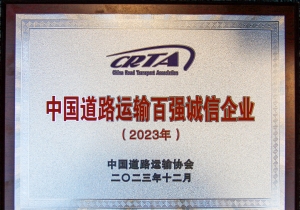 CRTA
China Road Transport Association
中国道路运输百强诚信企业
(2023年)
中国道路运输协会
二〇二三年十二月